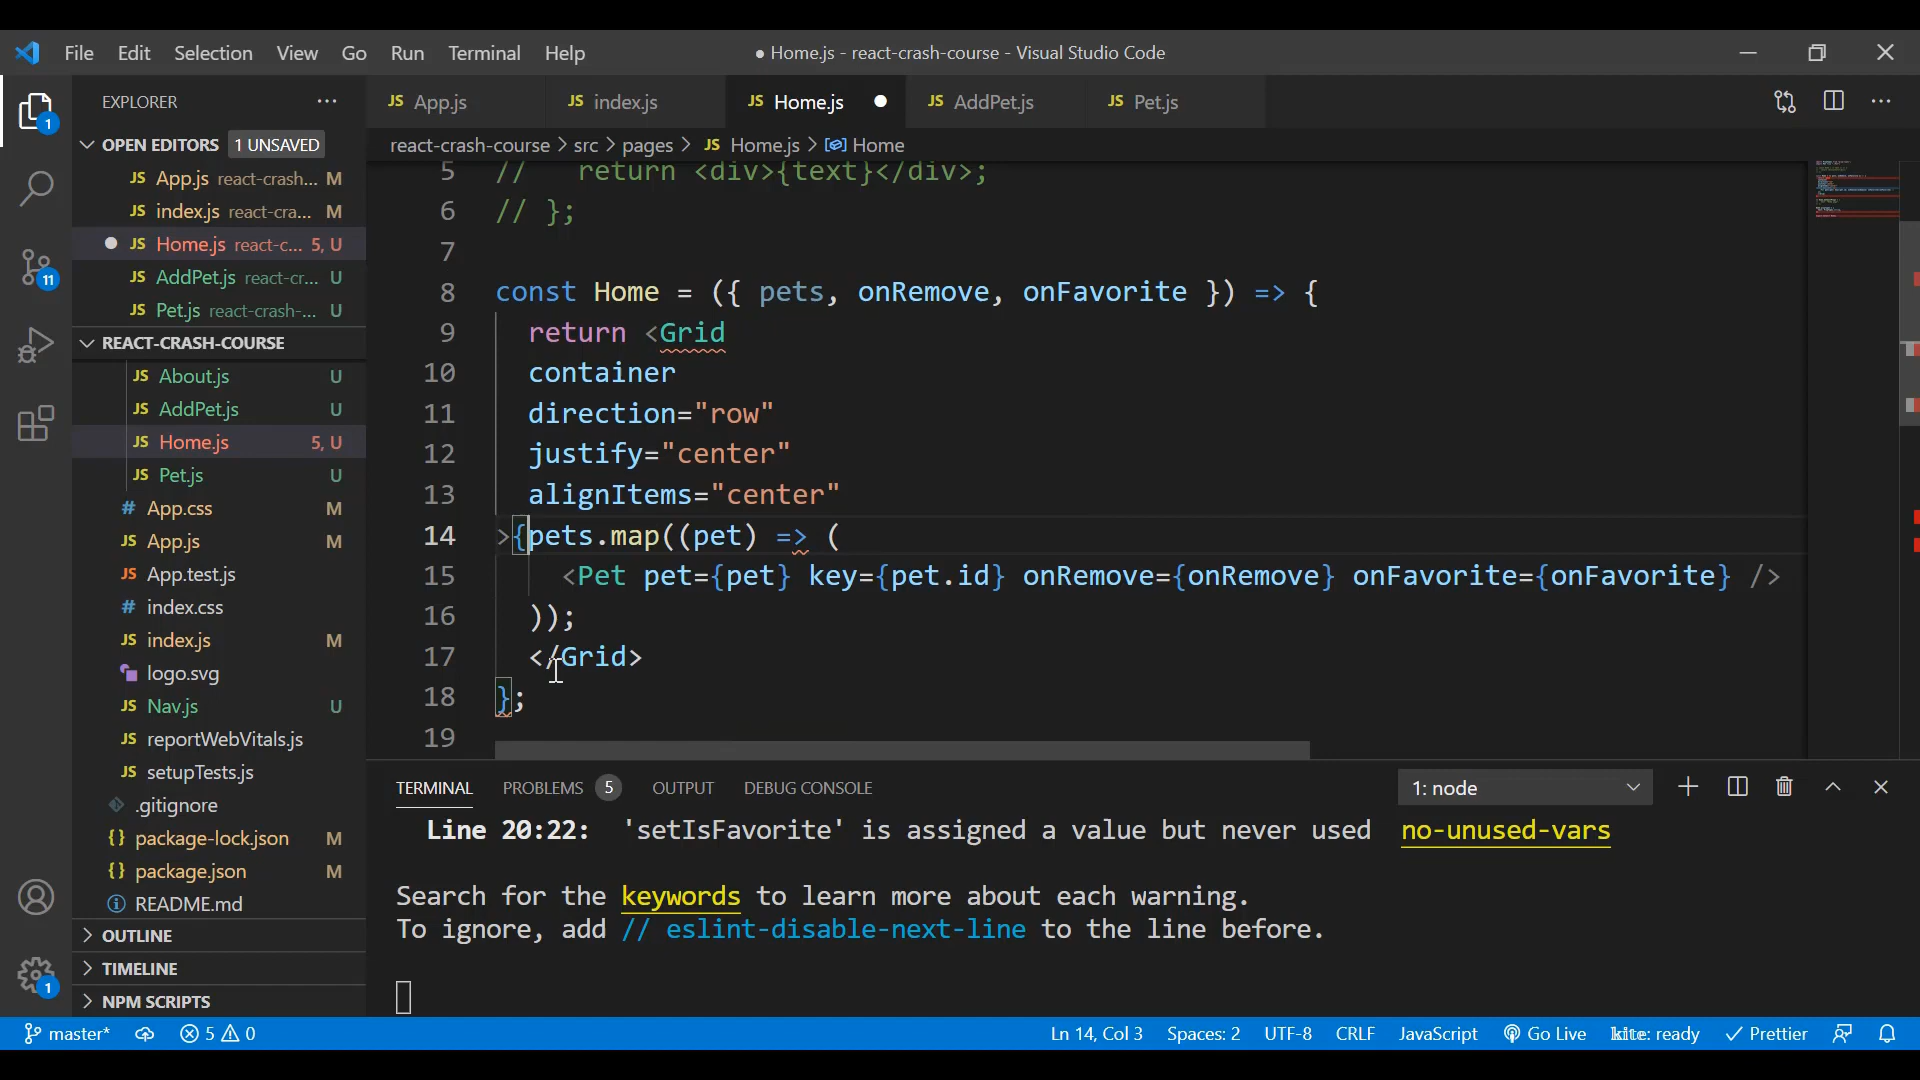 File Edit Selection View Go Run Terminal Help
● Home.js - react-crash-course - Visual Studio Code
EXPLORER
JS App.js
JS index.js
JS Home.js
JS AddPet.js
JS Pet.js
OPEN EDITORS 1 UNSAVED
JS App.js react-crash... M
JS index.js react-cra... M
JS Home.js react-c... 5, U
JS AddPet.js react-cr... U
JS Pet.js react-crash-... U
REACT-CRASH-COURSE
JS About.js U
JS AddPet.js U
JS Home.js 5, U
JS Pet.js U
# App.css M
JS App.js M
JS App.test.js
# index.css
JS index.js M
logo.svg
JS Nav.js U
JS reportWebVitals.js
JS setupTests.js
.gitignore
{} package-lock.json M
{} package.json M
README.md
OUTLINE
TIMELINE
NPM SCRIPTS
1
11
1
react-crash-course > src > pages > JS Home.js > Home
5 //   return <div>{text}</div>;
6 // };
7
8 const Home = ({ pets, onRemove, onFavorite }) => {
9   return <Grid
10   container
11   direction="row"
12   justify="center"
13   alignItems="center"
14 >{pets.map((pet) => (
15     <Pet pet={pet} key={pet.id} onRemove={onRemove} onFavorite={onFavorite} />
16   ));
17   </Grid>
18 };
19
TERMINAL PROBLEMS 5 OUTPUT DEBUG CONSOLE 1: node
Line 20:22:  'setIsFavorite' is assigned a value but never used  no-unused-vars
Search for the keywords to learn more about each warning.
To ignore, add // eslint-disable-next-line to the line before.
master* 5 0 Ln 14, Col 3 Spaces: 2 UTF-8 CRLF JavaScript Go Live kite: ready Prettier